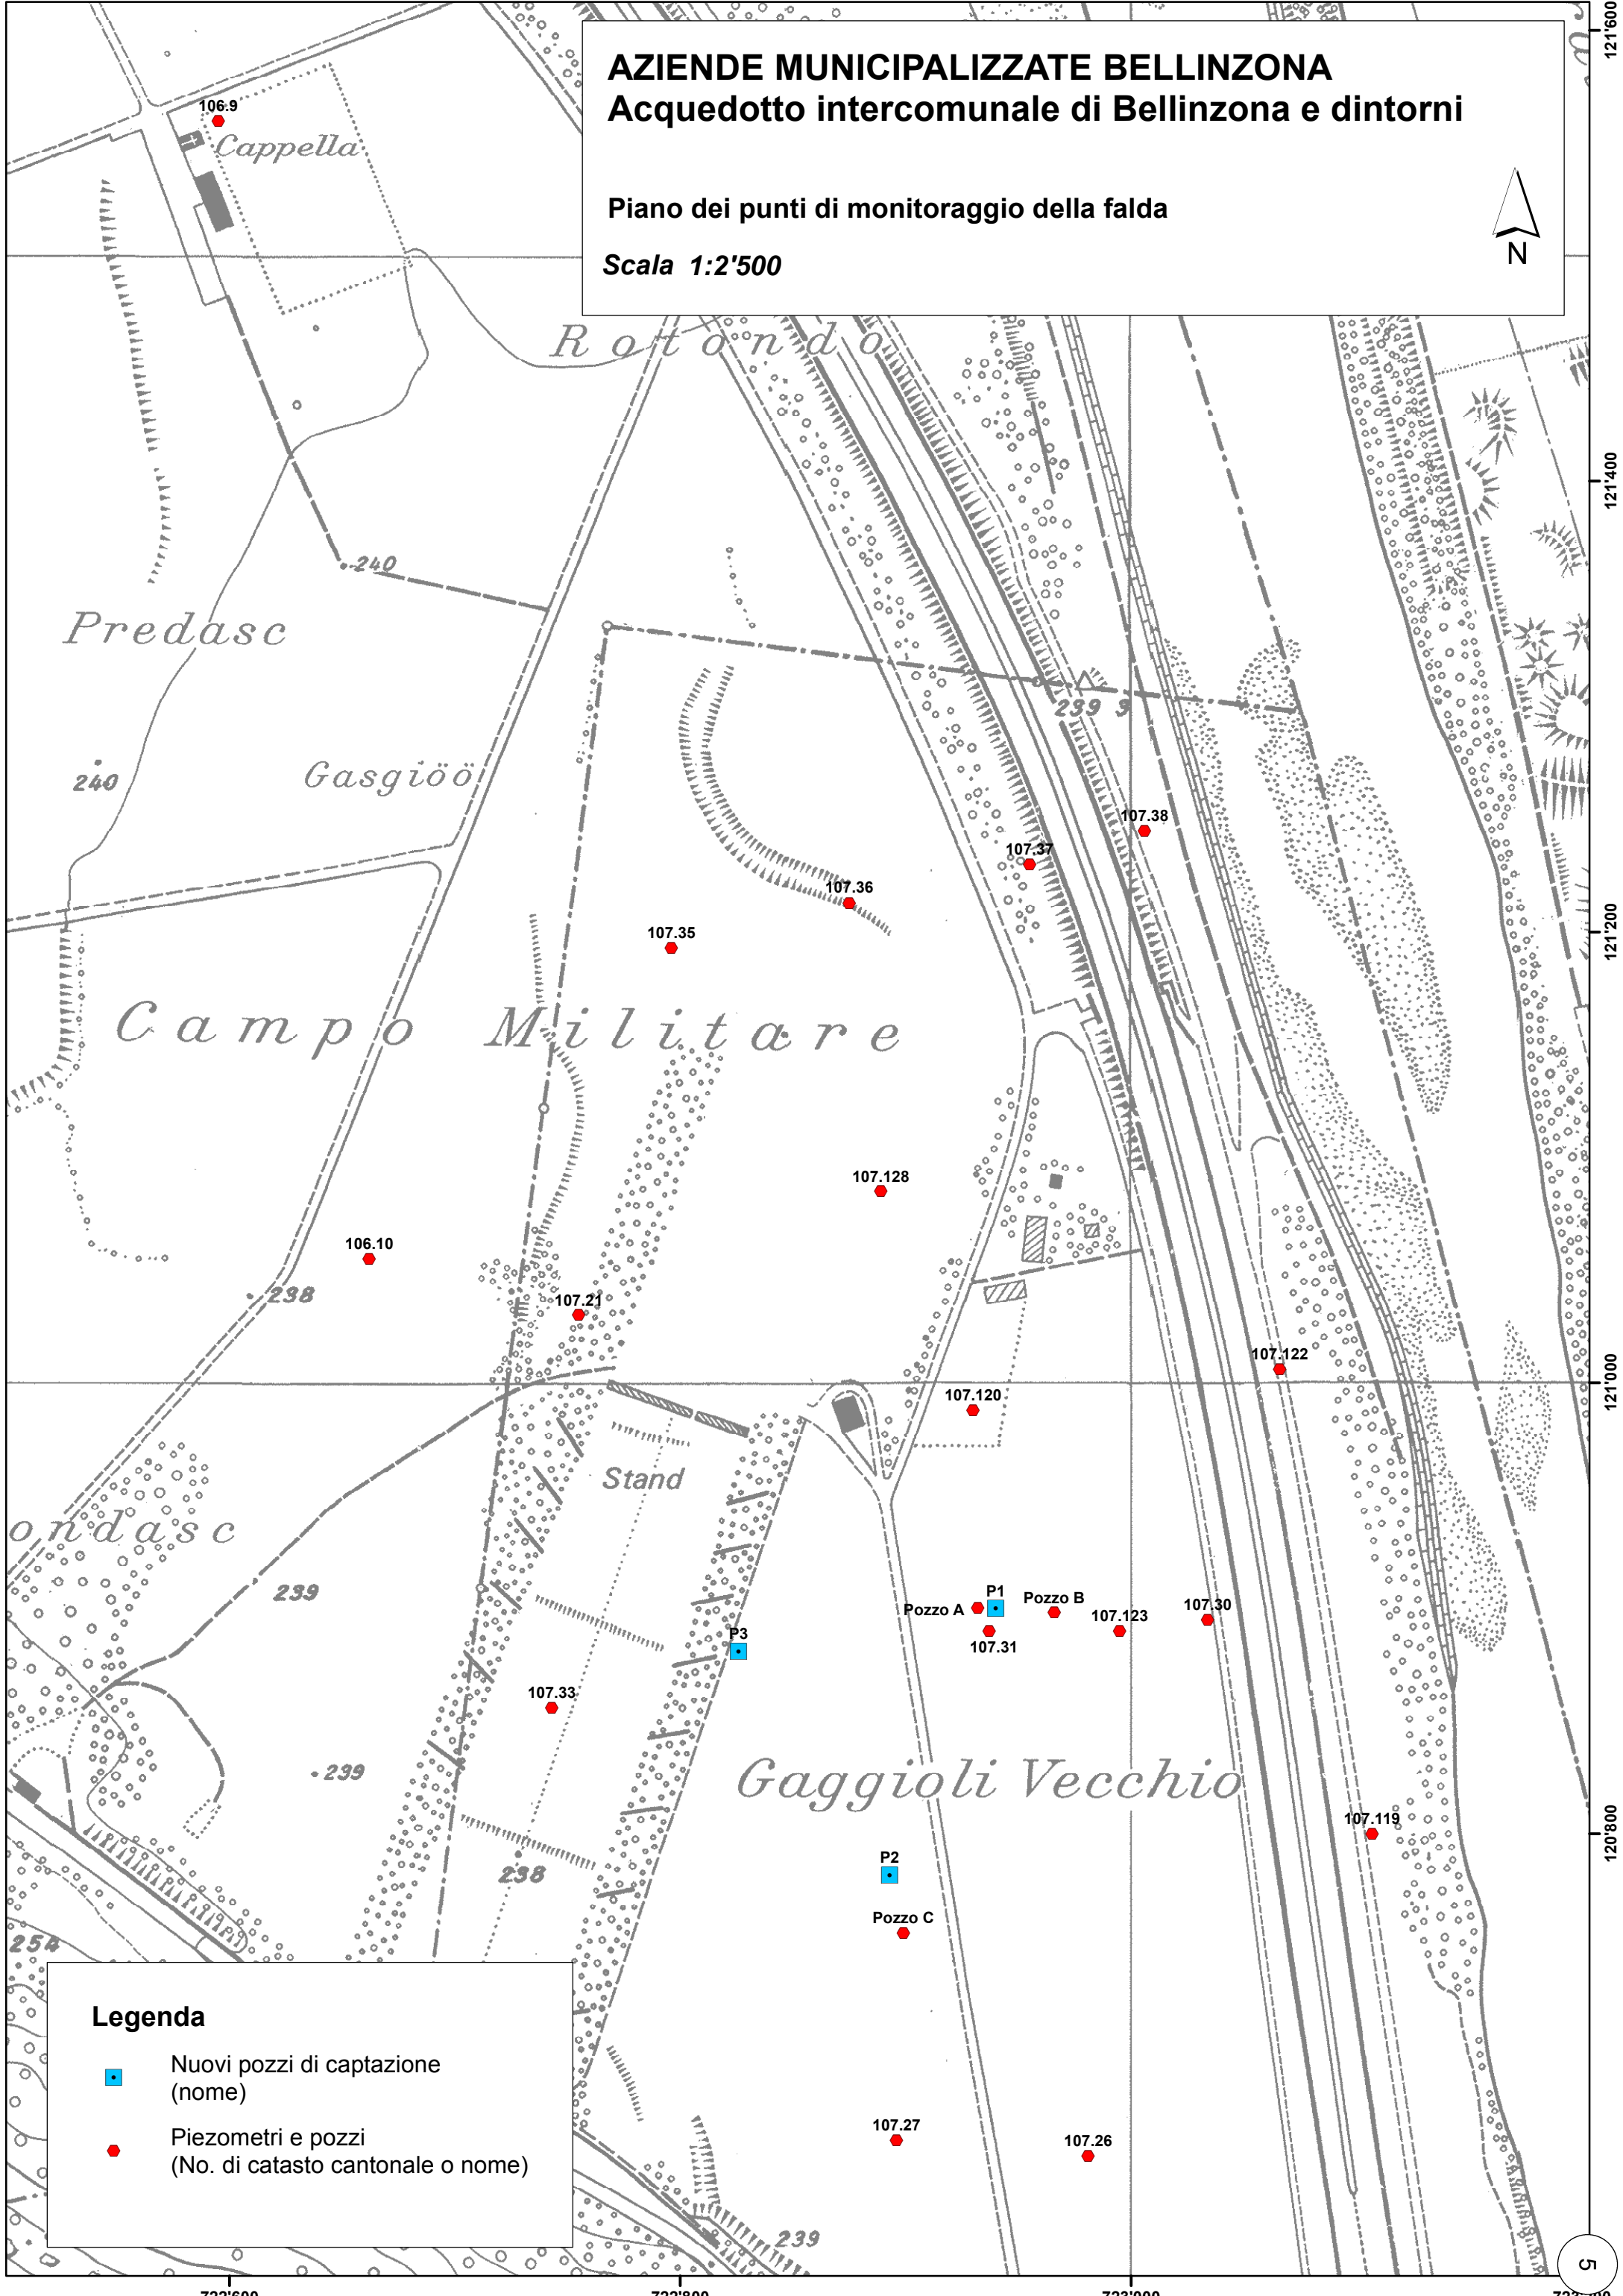 AZIENDE MUNICIPALIZZATE BELLINZONA
Acquedotto intercomunale di Bellinzona e dintorni
Piano dei punti di monitoraggio della falda
Scala 1:2'500
N
121'600
106.9
Cappella
Rotondo
121'400
240
Predasc
239 3
240
Gasgiöö
107.38
107.37
107.36
107.35
121'200
Campo Militare
107.128
106.10
238
107.21
107.122
121'000
107.120
Stand
ondasc
239
P1
Pozzo A
Pozzo B
107.30
107.123
107.31
P3
107.33
239
Gaggioli Vecchio
107.119
120'800
P2
238
Pozzo C
254
Legenda
Nuovi pozzi di captazione
(nome)
Piezometri e pozzi
(No. di catasto cantonale o nome)
107.27
107.26
239
5